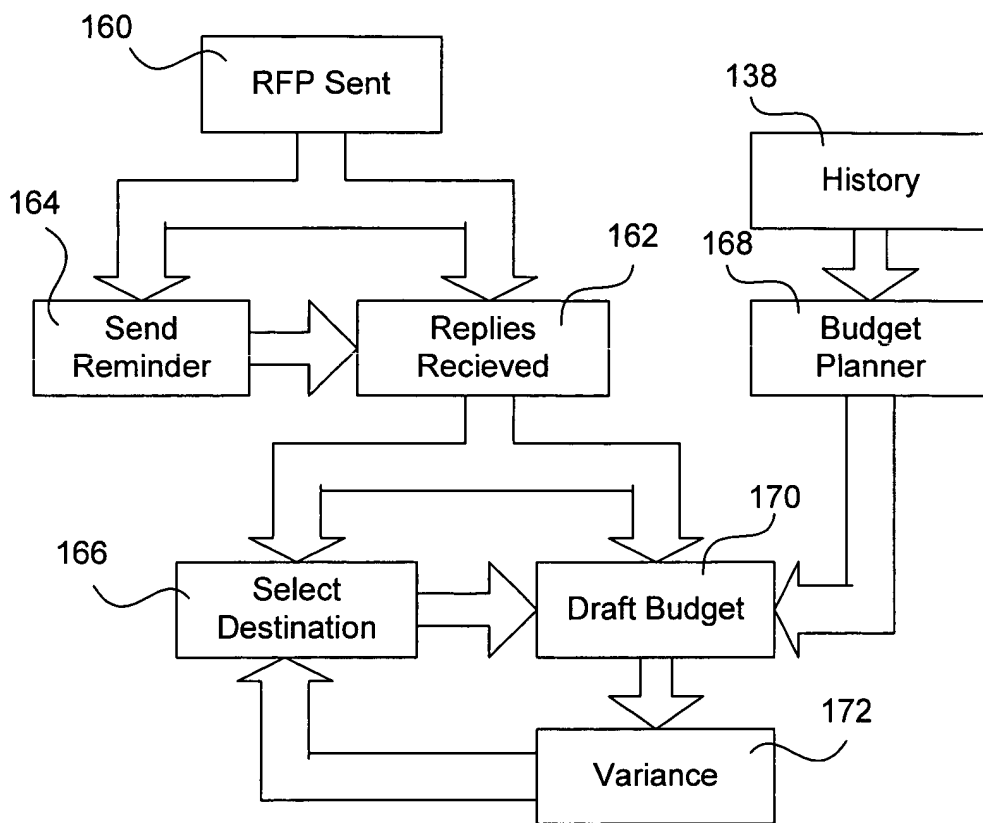 160
RFP Sent
138
History
164
Send
Reminder
162
Replies
Recieved
168
Budget
Planner
166
Select
Destination
170
Draft Budget
172
Variance